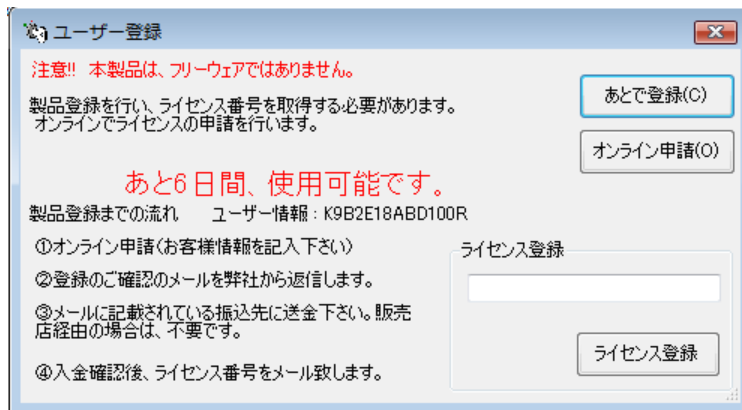 ユーザー登録
注意!! 本製品は、フリーウェアではありません。
製品登録を行い、ライセンス番号を取得する必要があります。
オンラインでライセンスの申請を行います。
あとで登録(C)
オンライン申請(O)
あと6日間、使用可能です。
製品登録までの流れ ユーザー情報:K9B2E18ABD100R
①オンライン申請(お客様情報を記入下さい)
②登録のご確認のメールを弊社から返信します。
③メールに記載されている振込先に送金下さい。販売
店経由の場合は、不要です。
④入金確認後、ライセンス番号をメール致します。
ライセンス登録
ライセンス登録